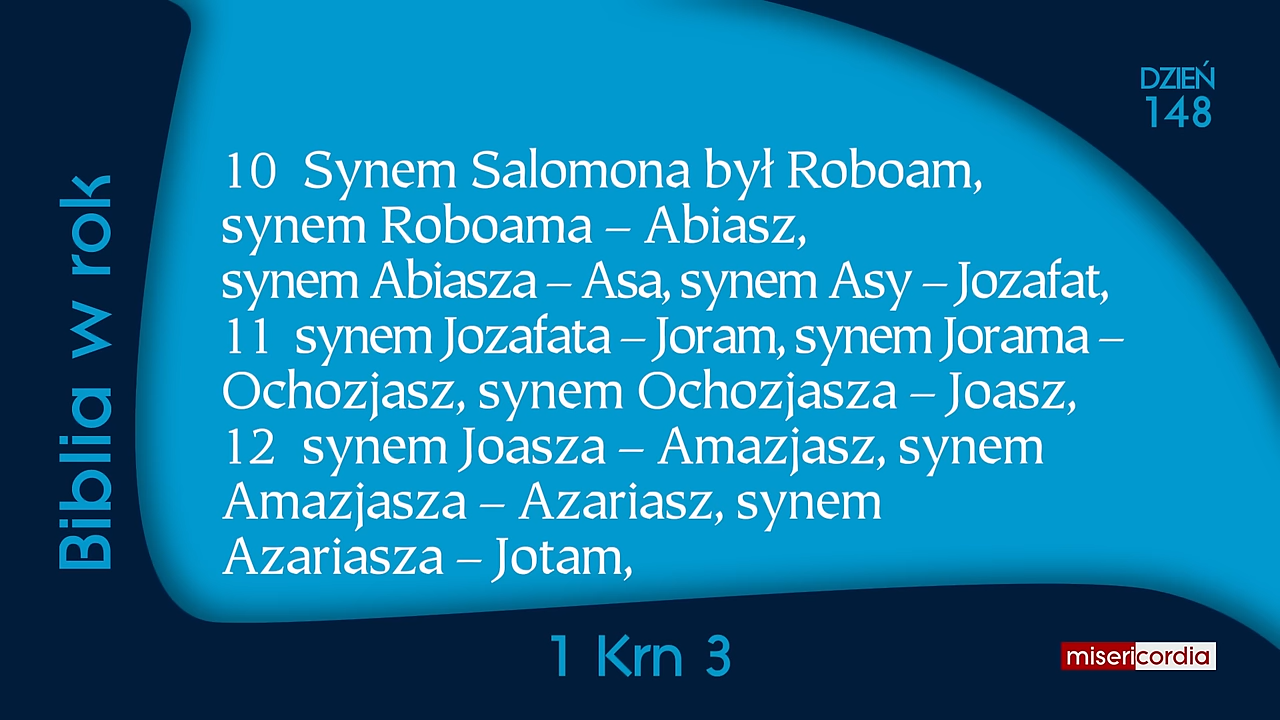 DZIEŃ
148
Biblia w rok
10 Synem Salomona był Roboam,
synem Roboama – Abiasz,
synem Abiasza – Asa, synem Asy – Jozafat,
11 synem Jozafata – Joram, synem Jorama –
Ochozjasz, synem Ochozjasza – Joasz,
12 synem Joasza – Amazjasz, synem
Amazjasza – Azariasz, synem
Azariasza – Jotam,
1 Krn 3
misericordia